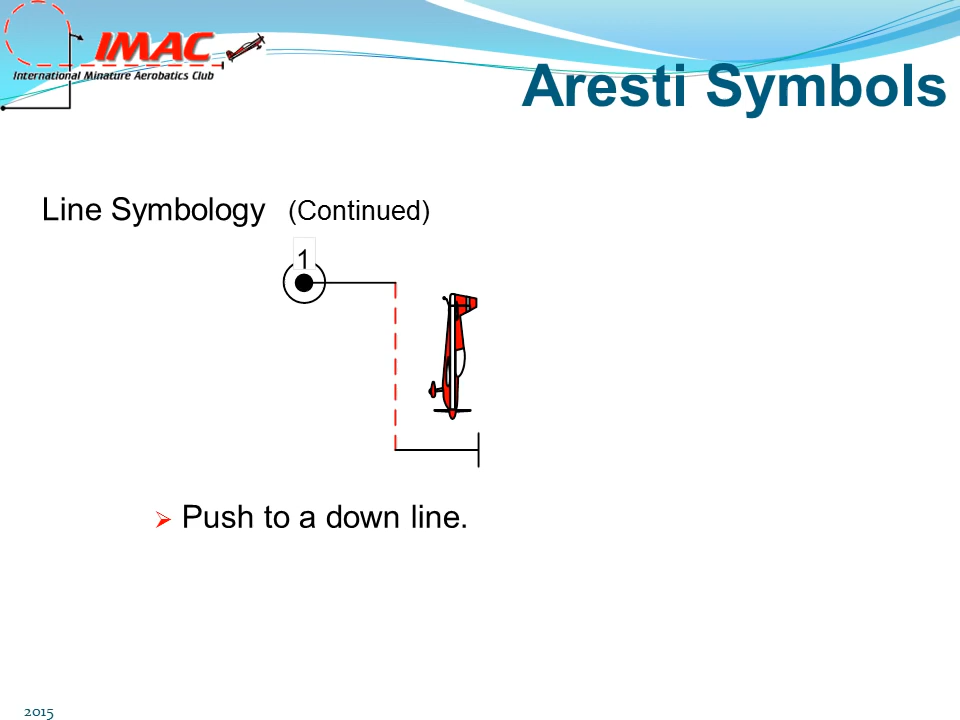 IMAC
International Minature Aerobatics Club
Aresti Symbols
Line Symbology (Continued)
1
Push to a down line.
2015